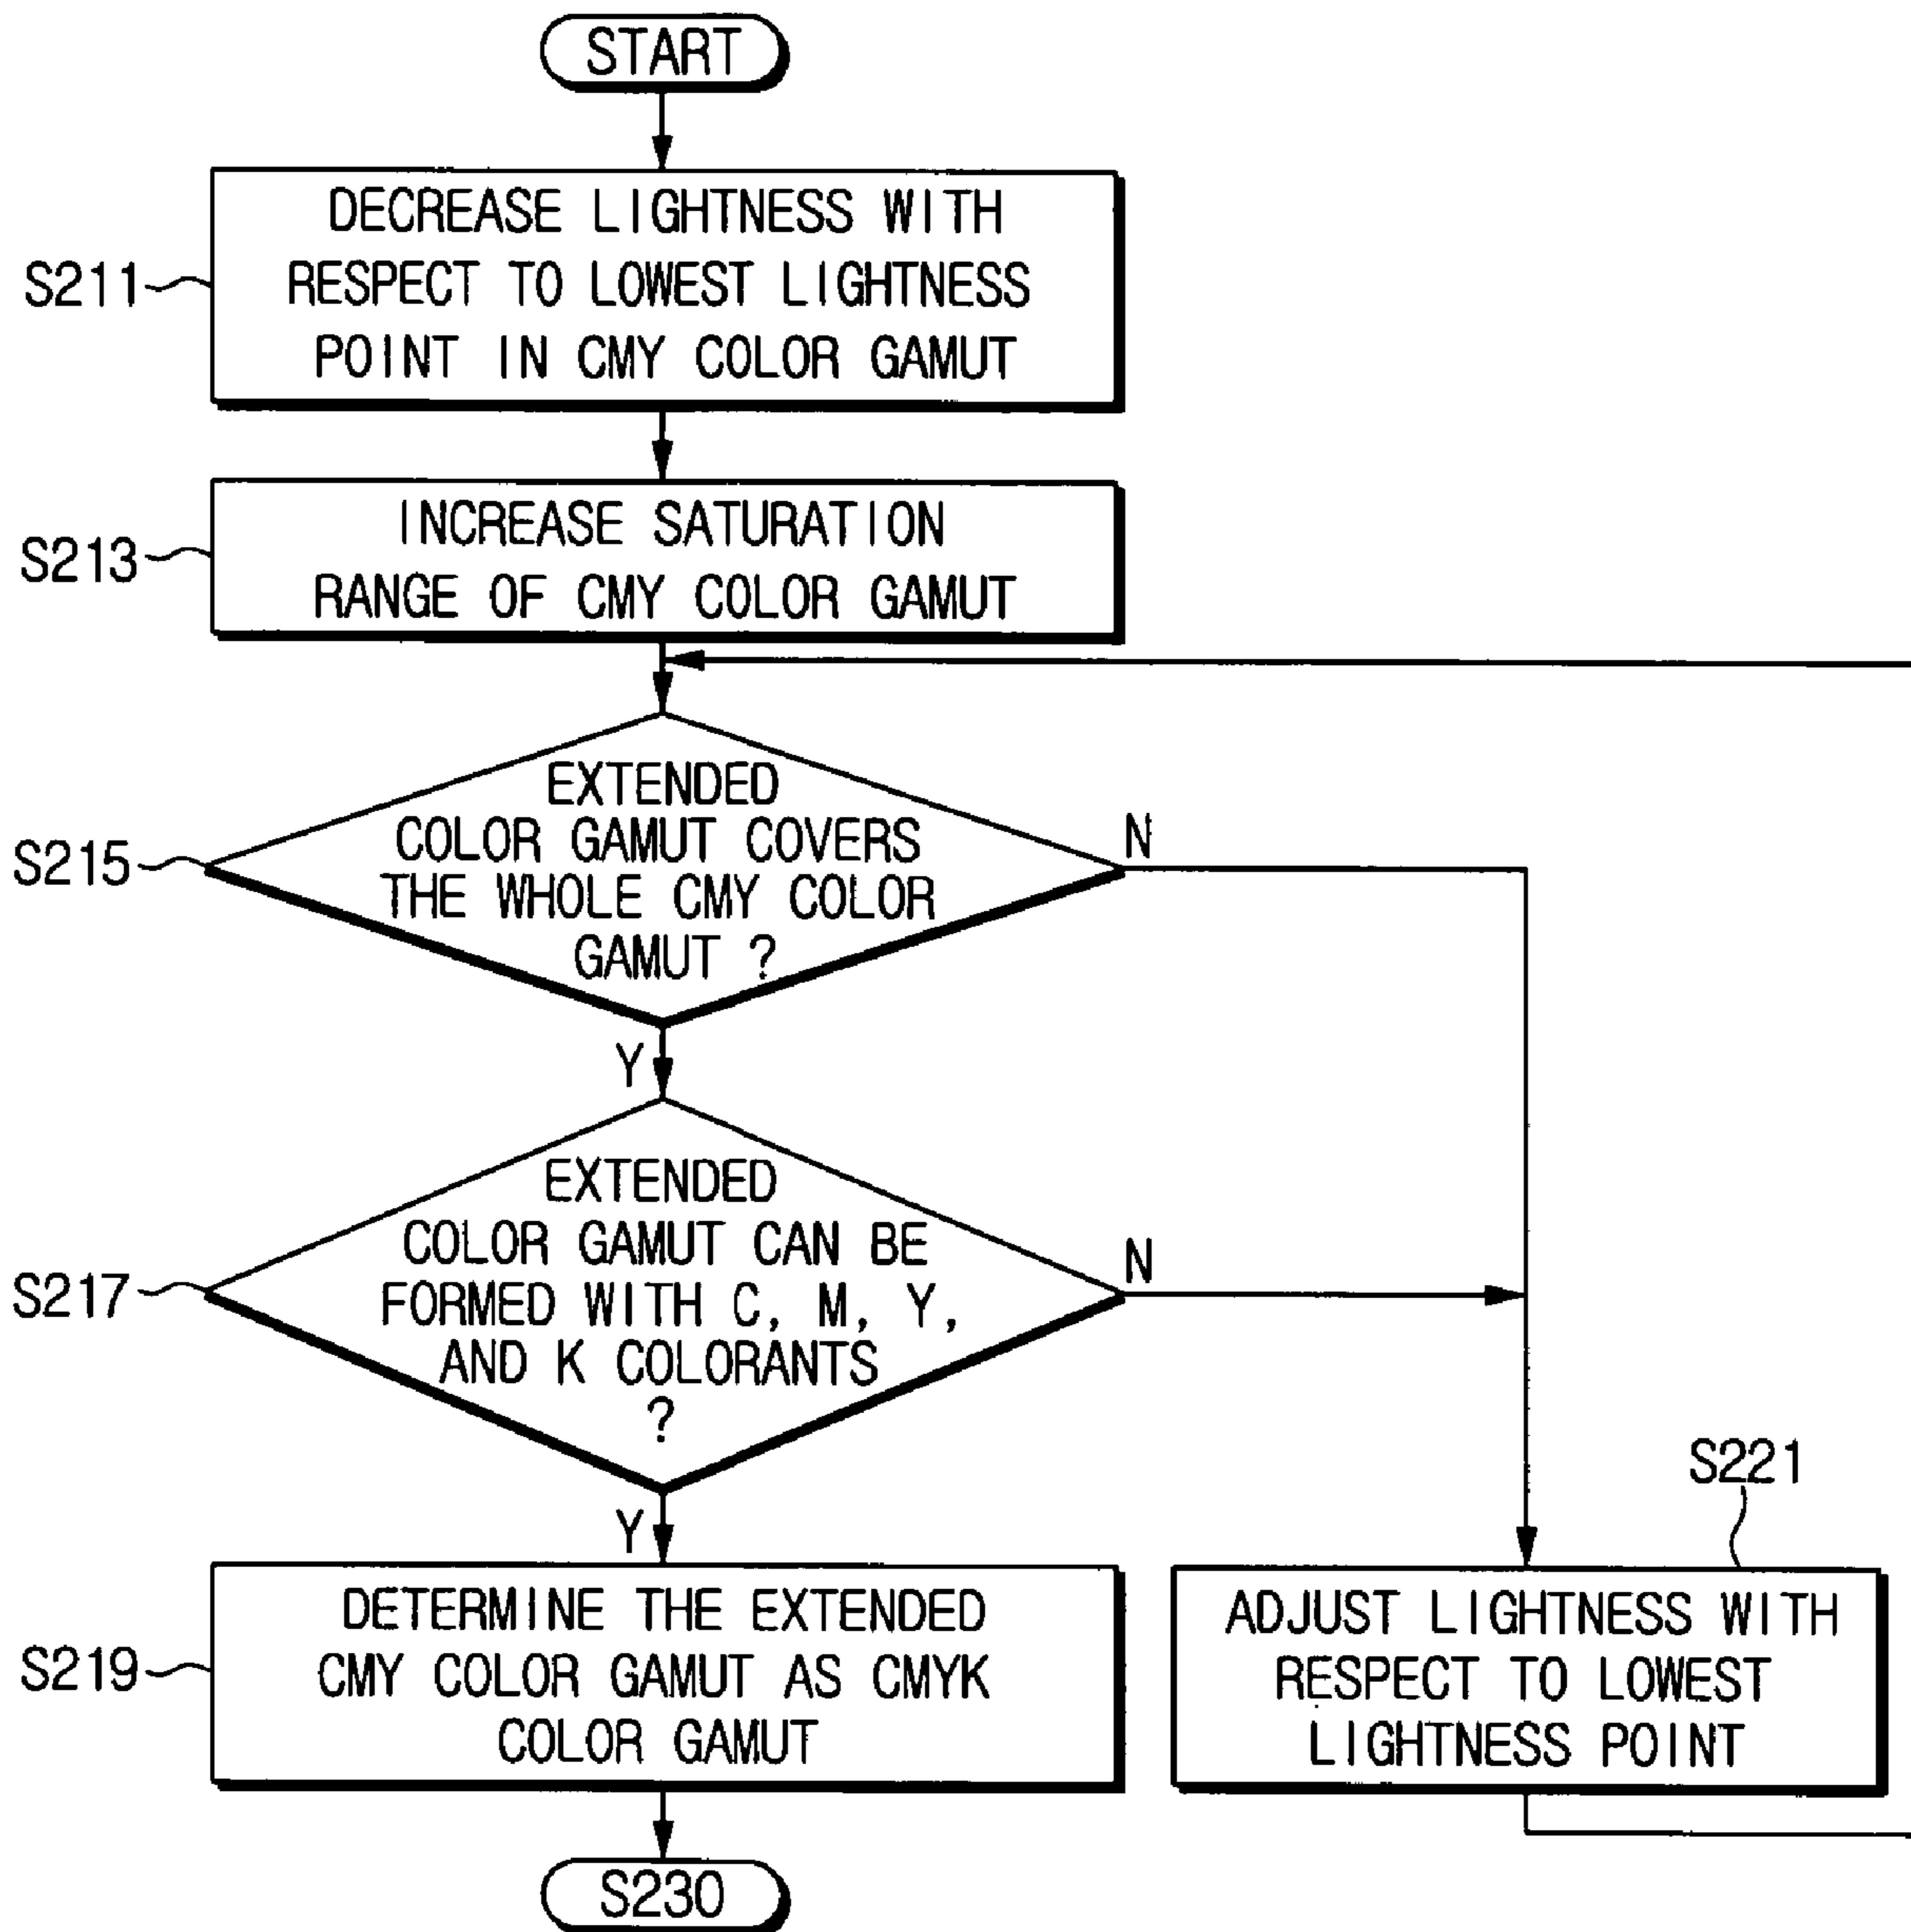 START
S211
DECREASE LIGHTNESS WITH
RESPECT TO LOWEST LIGHTNESS
POINT IN CMY COLOR GAMUT
S213
INCREASE SATURATION
RANGE OF CMY COLOR GAMUT
S215
EXTENDED
COLOR GAMUT COVERS
THE WHOLE CMY COLOR
GAMUT ?
N
Y
S217
EXTENDED
COLOR GAMUT CAN BE
FORMED WITH C, M, Y,
AND K COLORANTS
?
N
Y
S219
DETERMINE THE EXTENDED
CMY COLOR GAMUT AS CMYK
COLOR GAMUT
S221
ADJUST LIGHTNESS WITH
RESPECT TO LOWEST
LIGHTNESS POINT
S230